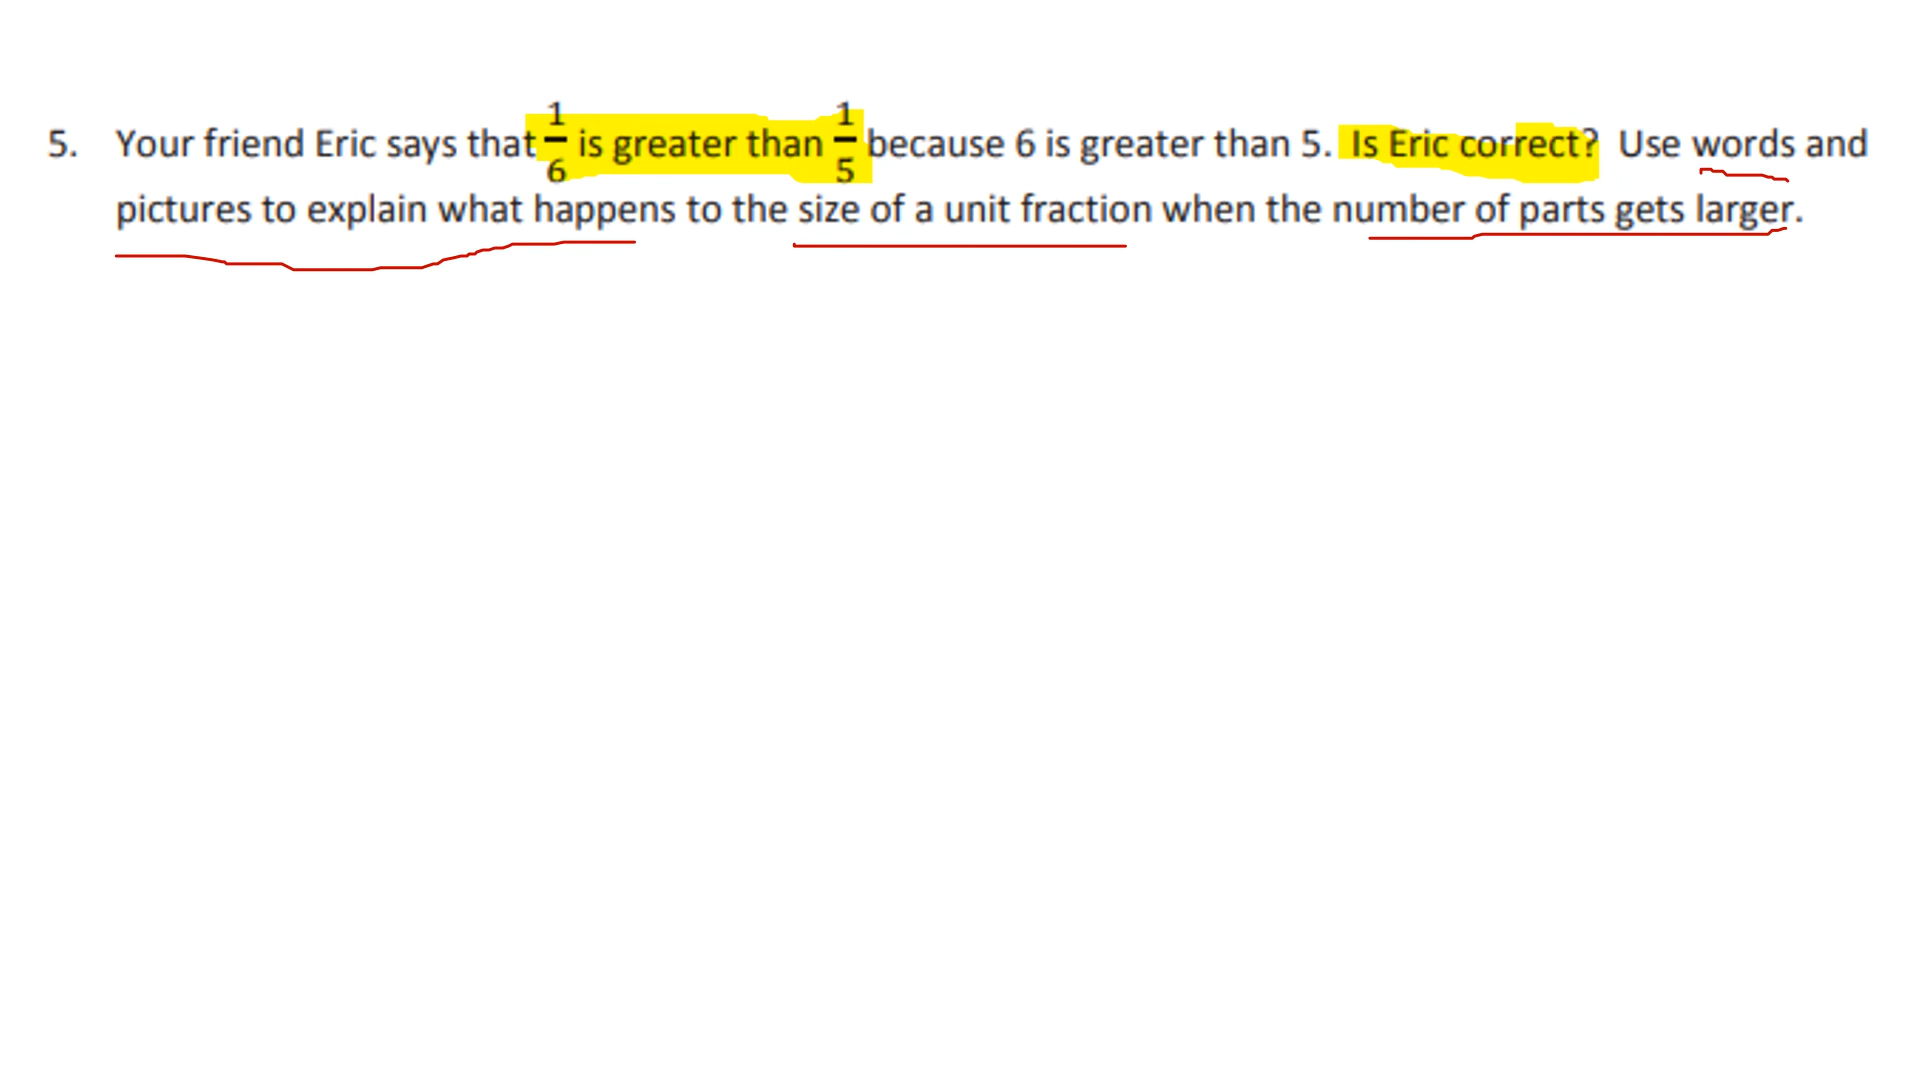 5. Your friend Eric says that 1/6 is greater than 1/5 because 6 is greater than 5. Is Eric correct? Use words and
pictures to explain what happens to the size of a unit fraction when the number of parts gets larger.